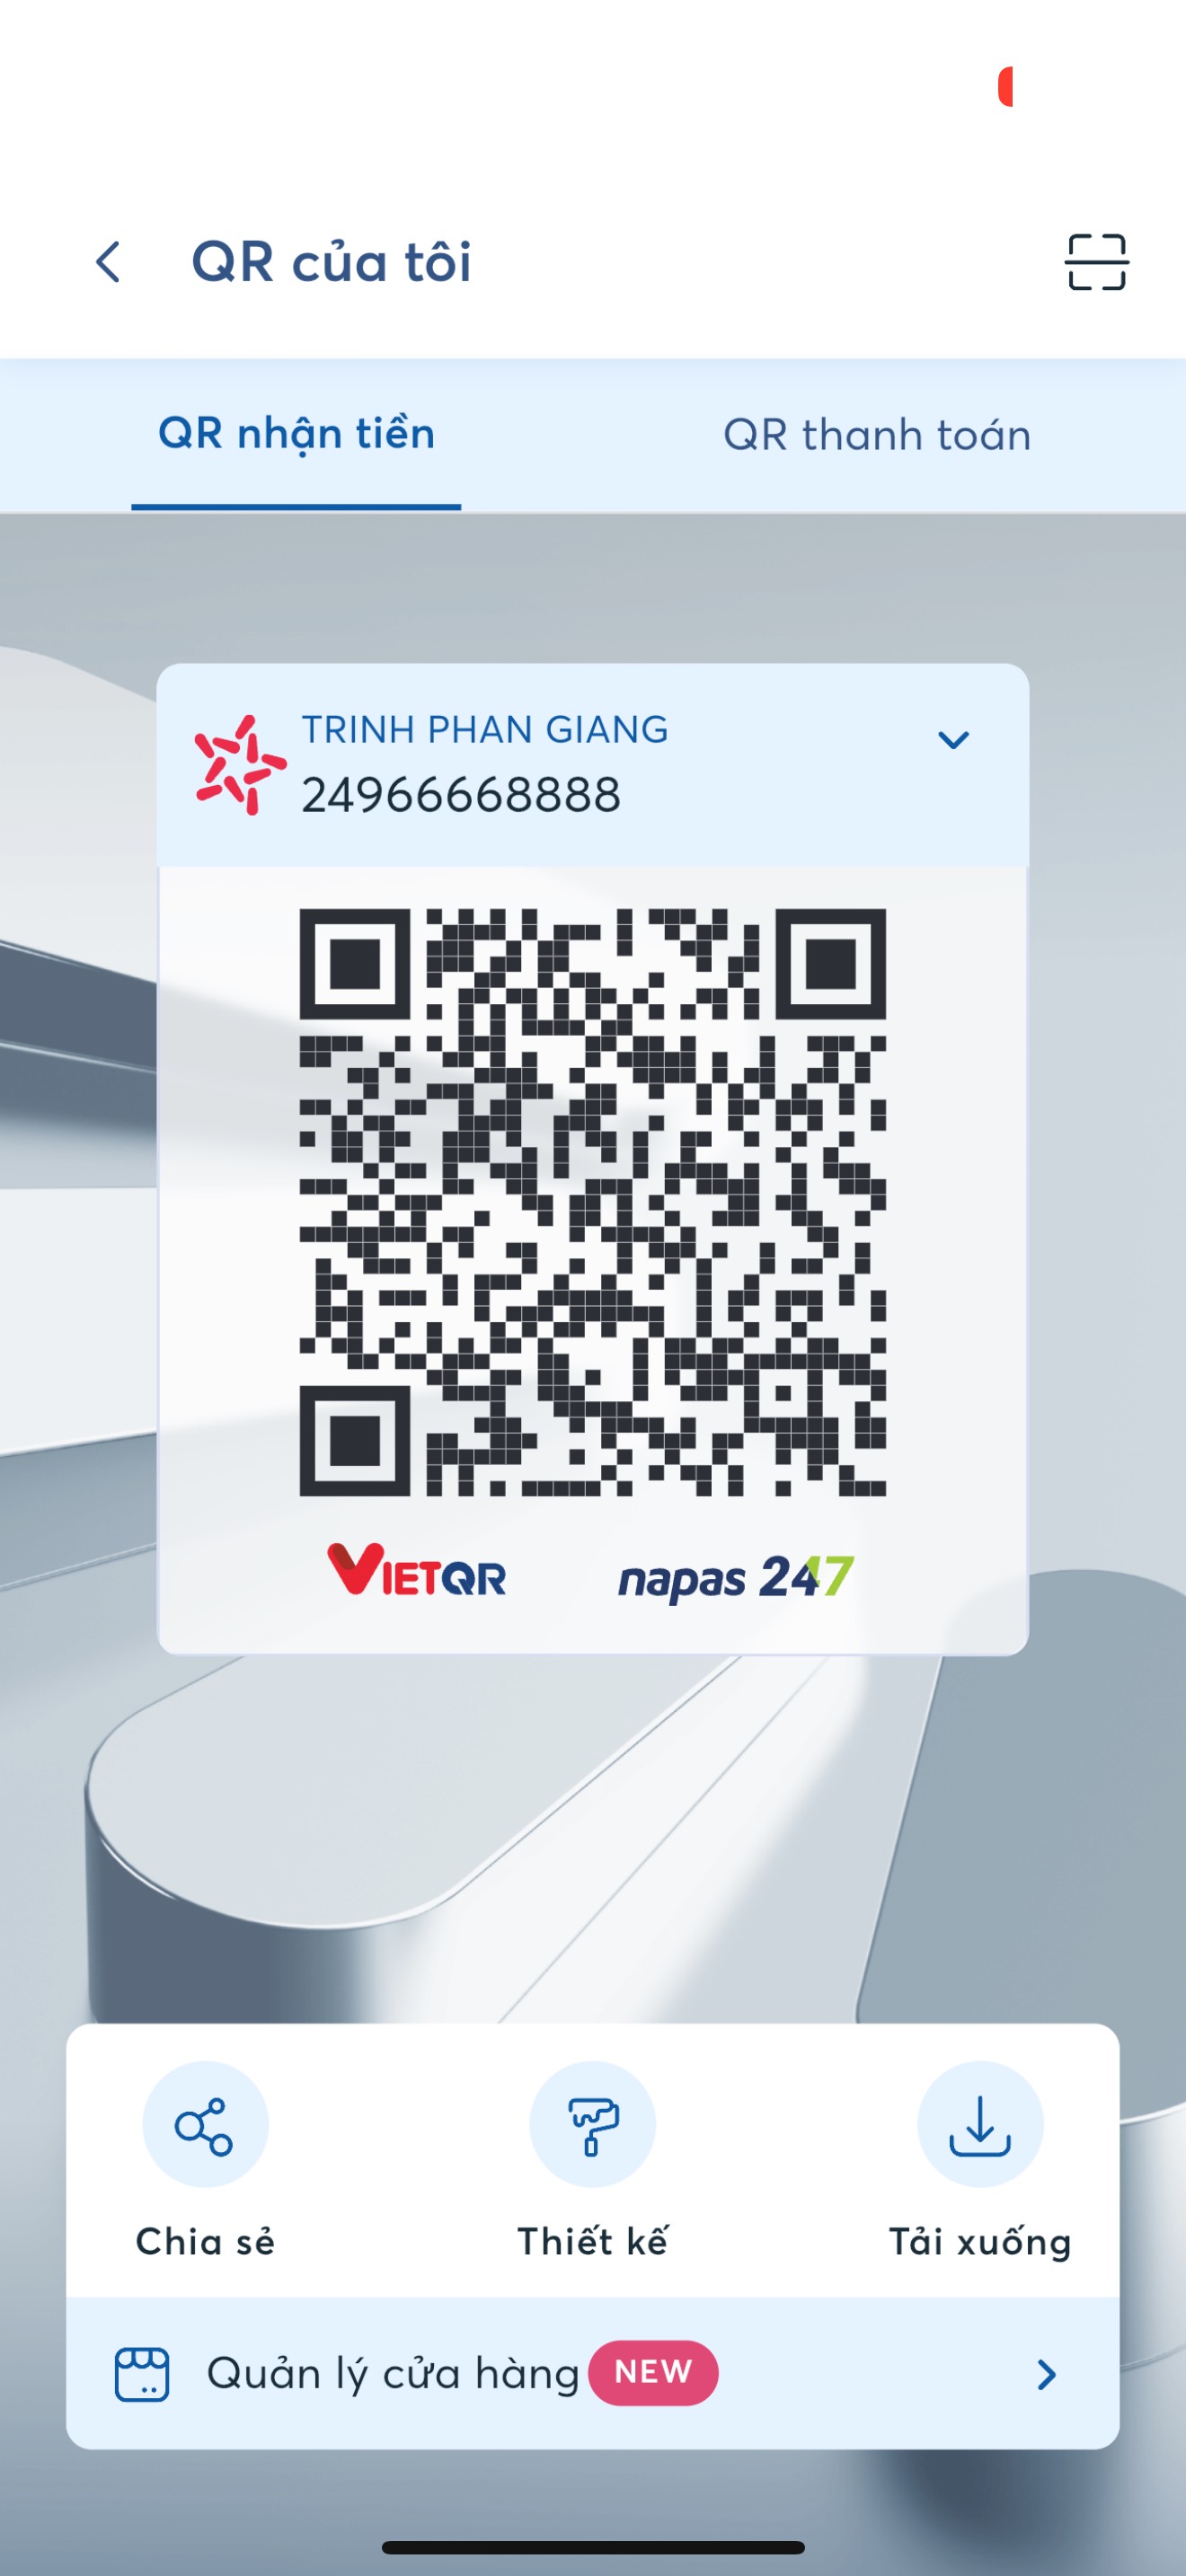 QR của tôi
QR nhận tiền
QR thanh toán
TRINH PHAN GIANG
24966668888
VIETQR
napas 247
Chia sẻ
Thiết kế
Tải xuống
Quản lý cửa hàng NEW